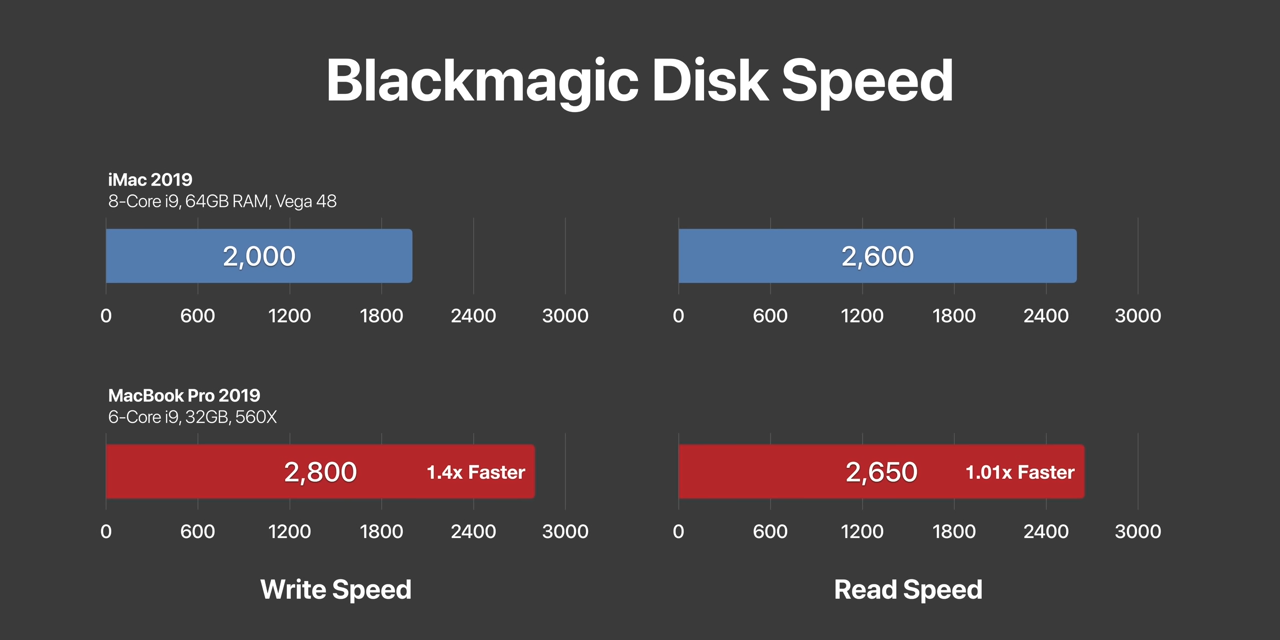 Blackmagic Disk Speed
iMac 2019
8-Core i9, 64GB RAM, Vega 48
2,000
0 600 1200 1800 2400 3000
2,600
0 600 1200 1800 2400 3000
MacBook Pro 2019
6-Core i9, 32GB, 560X
2,800 1.4x Faster
0 600 1200 1800 2400 3000
2,650 1.01x Faster
0 600 1200 1800 2400 3000
Write Speed
Read Speed